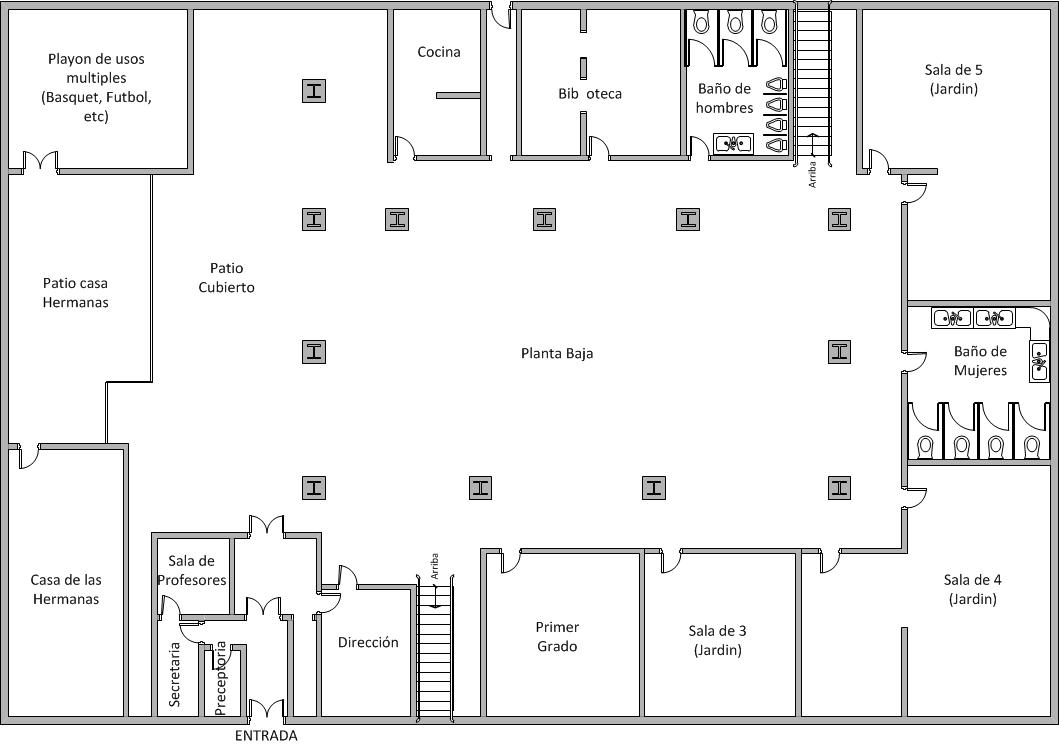 Playon de usos
multiples
(Basquet, Futbol,
etc)
Cocina
Bib oteca
Baño de
hombres
Arriba
Sala de 5
(Jardin)
Patio casa
Hermanas
Patio
Cubierto
Planta Baja
Baño de
Mujeres
Casa de las
Hermanas
Sala de
Profesores
Secretaria
Preceptoria
Dirección
Arriba
Primer
Grado
Sala de 3
(Jardin)
Sala de 4
(Jardin)
ENTRADA